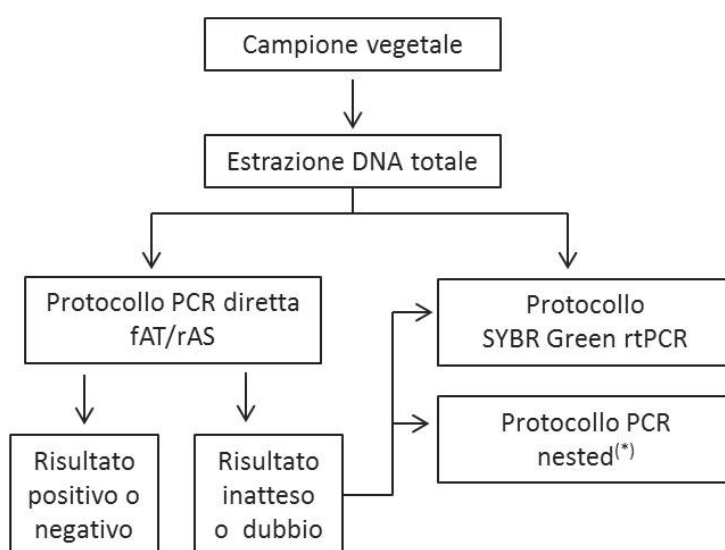 Campione vegetale
Estrazione DNA totale
Protocollo PCR diretta
fAT/rAS
Protocollo
SYBR Green rtPCR
Protocollo PCR
nested(*)
Risultato
positivo o
negativo
Risultato
inatteso
o dubbio